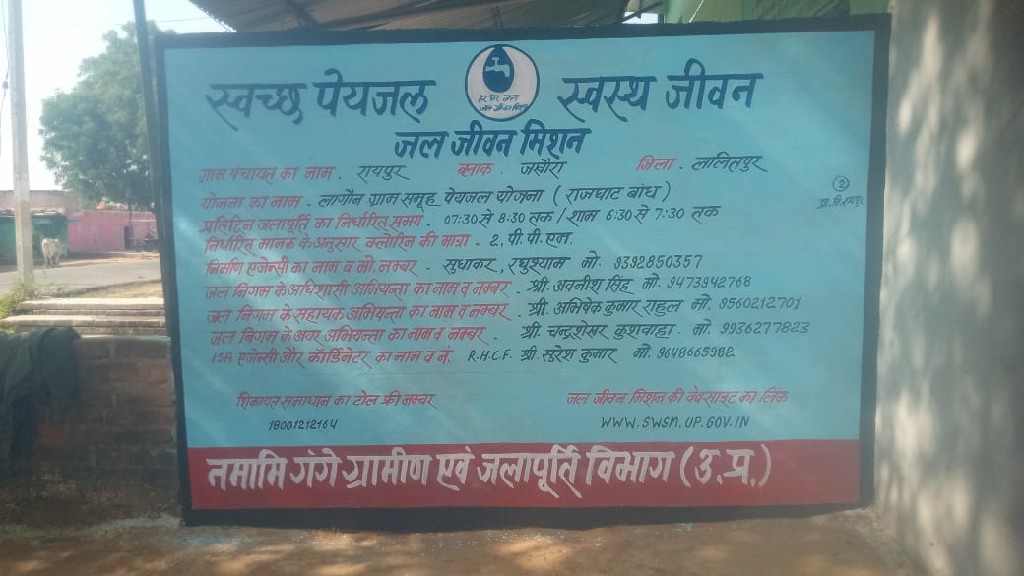 स्वच्छ पेयजल स्वस्थ जीवन
जल जीवन मिशन
ग्राम पंचायत का नाम - रायपुर ब्लाक - जखौरा जिला - ललितपुर
योजना का नाम - लागौन ग्राम समूह पेयजल योजना (राजघाट बांध)
प्रतिदिन जलापूर्ति का निर्धारित समय - 07:30 से 8:30 तक / शाम 6:30 से 7:30 तक
निर्धारित मानक के अनुसार क्लोरिन की मात्रा - 2, पी. पी. एम.
निर्माण एजेन्सी का नाम व मो. नम्बर - सुधाकर, रघुश्याम मो. 9392850357
जल निगम के अधिशासी अभियन्ता का नाम व नम्बर - श्री अवनीश सिंह मो. 9473942768
जल निगम के सहायक अभियन्ता का नाम व नम्बर - श्री. अभिषेक कुमार राहुल मो. 9560212701
जल निगम के अवर अभियन्ता का नाम व नम्बर - श्री चन्द्रशेखर कुशवाहा. मो. 9936277823
ISA एजेन्सी और कोर्डिनेटर का नाम व नं. R.H.C.F. श्री. सुरेश कुमार मो. 9648665982
शिकायत समाधान का टोल फ्री नम्बर
18001212164
जल जीवन मिशन की वेबसाइट का लिंक
WWW.SWSM.UP.GOV.IN
नमामि गंगे ग्रामीण एवं जलापूर्ति विभाग (उ.प्र.)
2